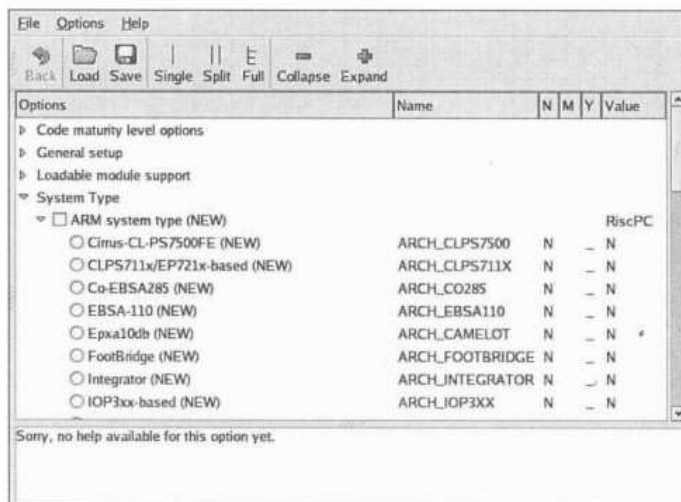 File Options Help
Back Load Save Single Split Full Collapse Expand
Options Name N M Y Value
Code maturity level options
General setup
Loadable module support
System Type
ARM system type (NEW) RiscPC
Cirrus-CL-PS7500FE (NEW) ARCH_CLPS7500 N _ N
CLPS711x/EP721x-based (NEW) ARCH_CLPS711X N _ N
Co-EBSA285 (NEW) ARCH_CO285 N _ N
EBSA-110 (NEW) ARCH_EBSA110 N _ N
Epxa10db (NEW) ARCH_CAMELOT N _ N
FootBridge (NEW) ARCH_FOOTBRIDGE N _ N
Integrator (NEW) ARCH_INTEGRATOR N _ N
IOP3xx-based (NEW) ARCH_IOP3XX N _ N
Sorry, no help available for this option yet.